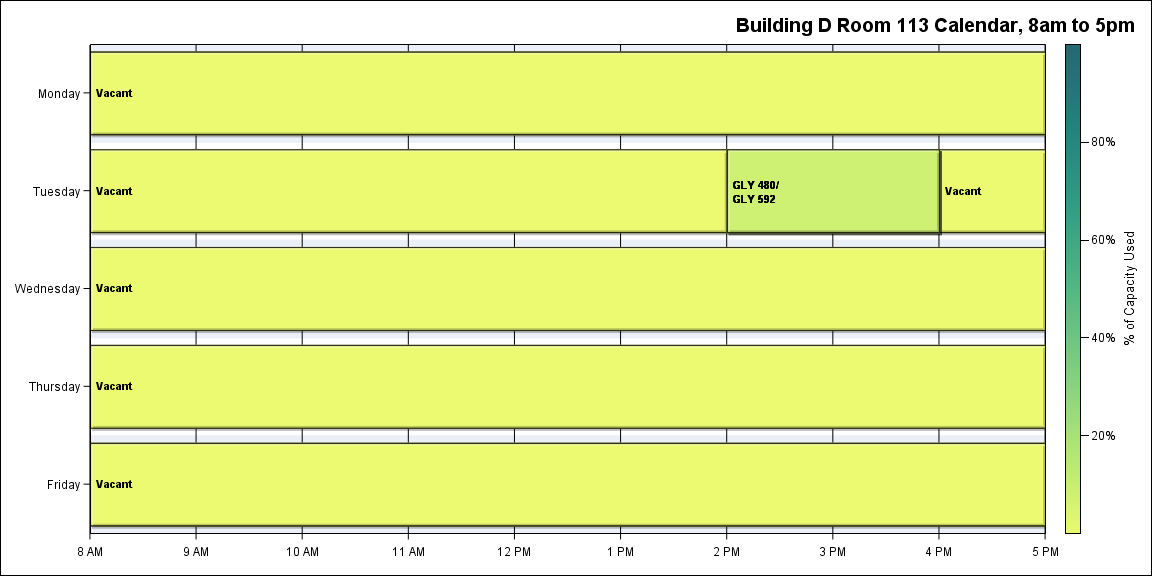 Building D Room 113 Calendar, 8am to 5pm
Monday
Vacant
Tuesday
Vacant
GLY 480/
GLY 592
Vacant
Wednesday
Vacant
Thursday
Vacant
Friday
Vacant
8 AM
9 AM
10 AM
11 AM
12 PM
1 PM
2 PM
3 PM
4 PM
5 PM
80%
60%
40%
20%
% of Capacity Used